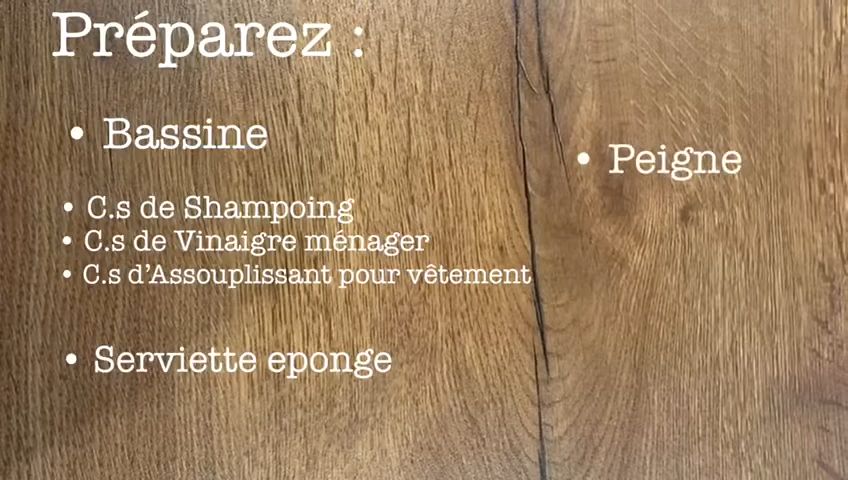 Préparez :
• Bassine
• Peigne
• C.s de Shampoing
• C.s de Vinaigre ménager
• C.s d'Assouplissant pour vêtement
• Serviette eponge